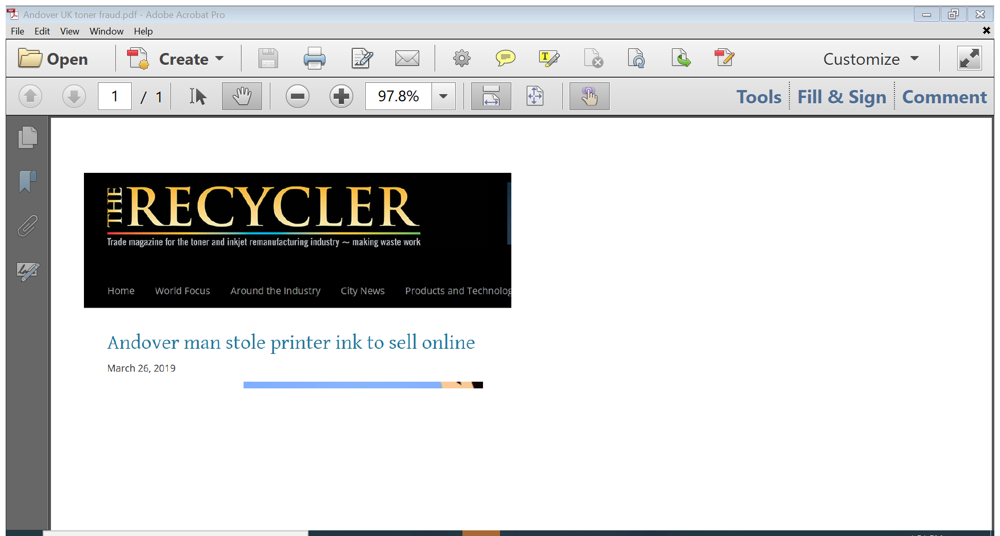 Andover UK toner fraud.pdf - Adobe Acrobat Pro
File Edit View Window Help
Open Create Customize
1 / 1 97.8% Tools Fill & Sign Comment
THE RECYCLER
Trade magazine for the toner and inkjet remanufacturing industry ~ making waste work
Home World Focus Around the Industry City News Products and Technolog
Andover man stole printer ink to sell online
March 26, 2019